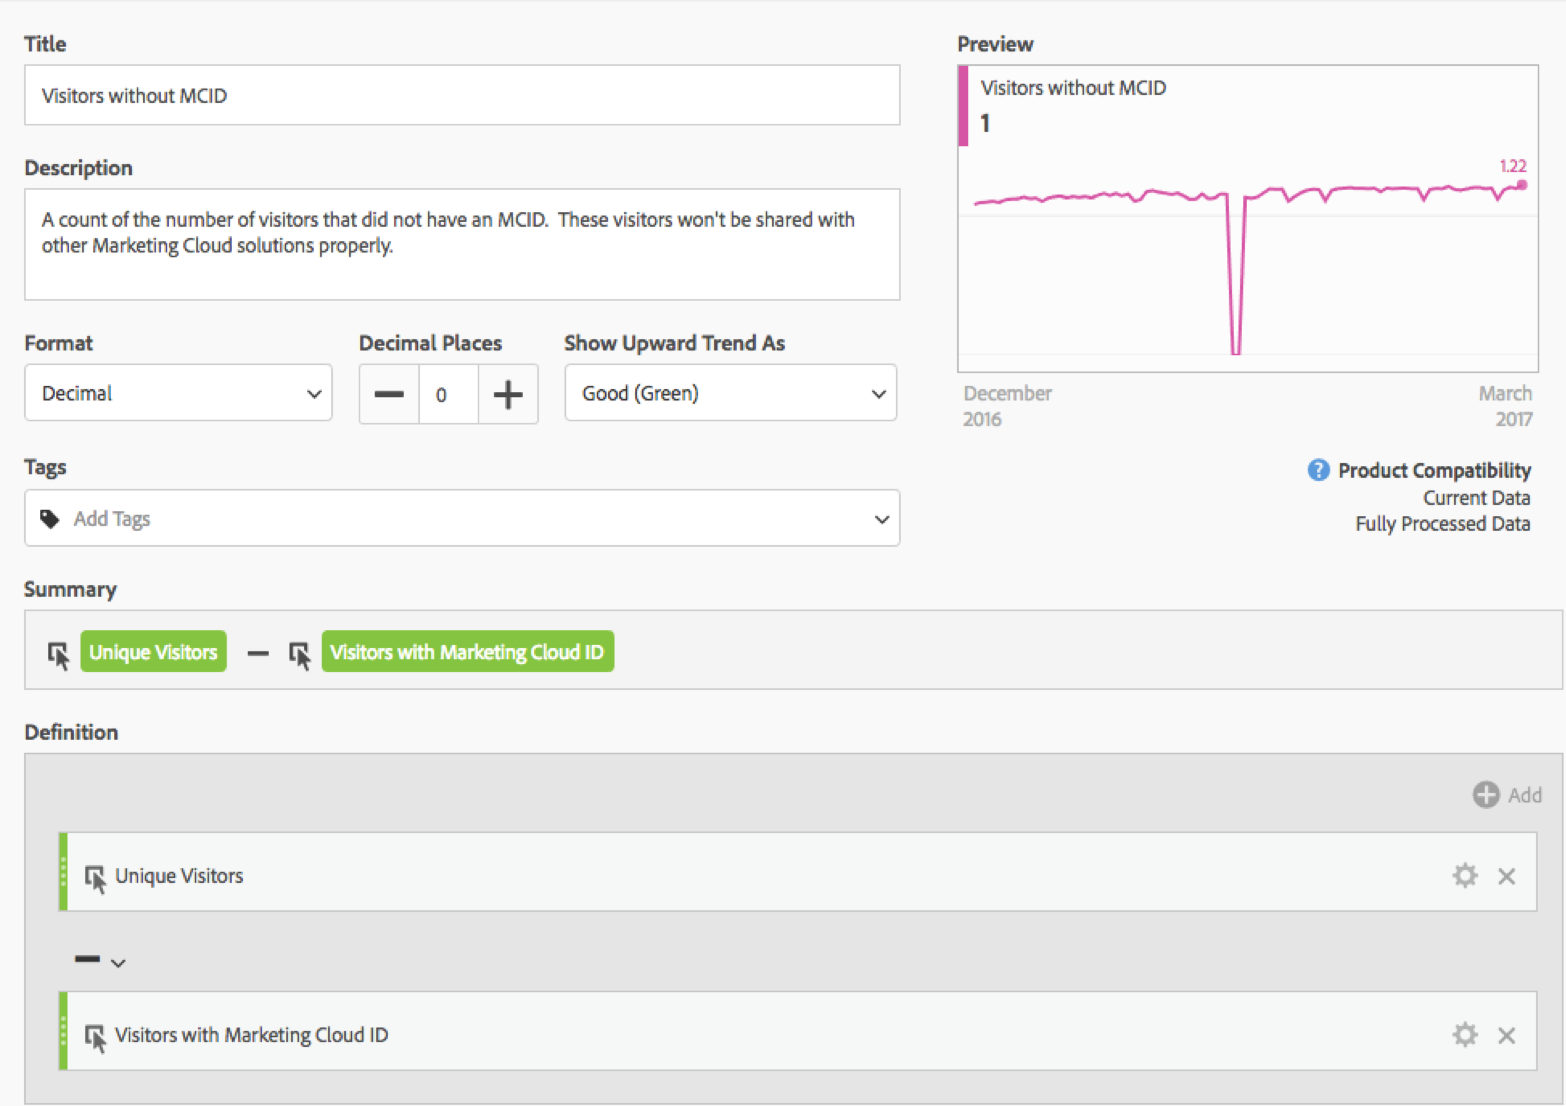 Title
Visitors without MCID
Description
A count of the number of visitors that did not have an MCID.  These visitors won't be shared with
other Marketing Cloud solutions properly.
Format
Decimal Places
Show Upward Trend As
Decimal
0
Good (Green)
Tags
Add Tags
Preview
Visitors without MCID
1
1.22
December
2016
March
2017
? Product Compatibility
Current Data
Fully Processed Data
Summary
Unique Visitors — Visitors with Marketing Cloud ID
Definition
Add
Unique Visitors
—
Visitors with Marketing Cloud ID